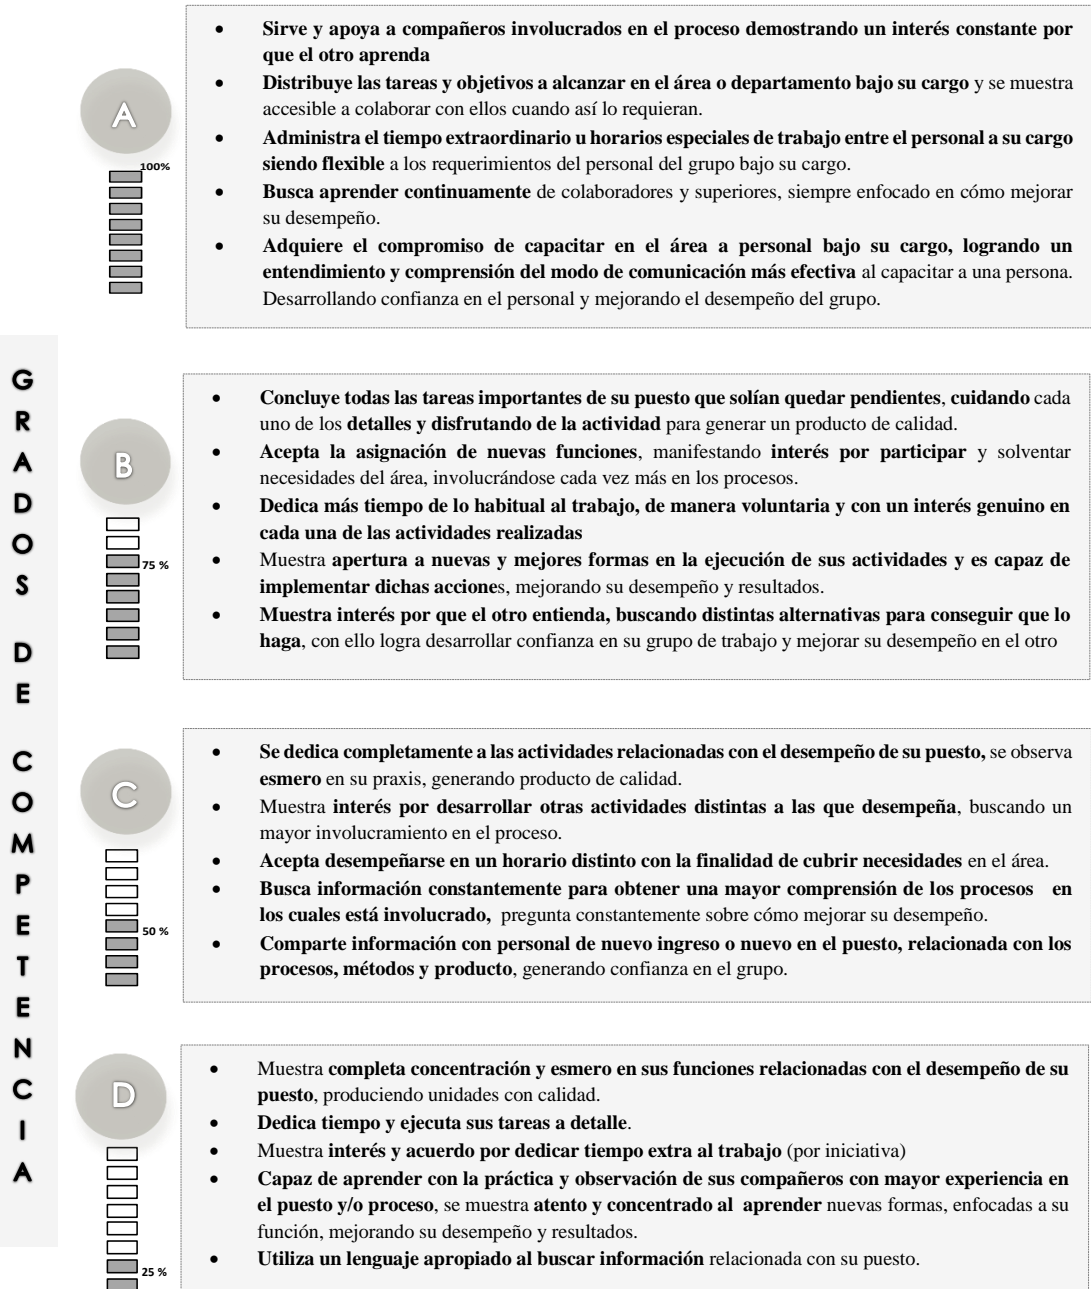 • Sirve y apoya a compañeros involucrados en el proceso demostrando un interés constante por
que el otro aprenda
• Distribuye las tareas y objetivos a alcanzar en el área o departamento bajo su cargo y se muestra
accesible a colaborar con ellos cuando así lo requieran.
• Administra el tiempo extraordinario u horarios especiales de trabajo entre el personal a su cargo
siendo flexible a los requerimientos del personal del grupo bajo su cargo.
• Busca aprender continuamente de colaboradores y superiores, siempre enfocado en cómo mejorar
su desempeño.
• Adquiere el compromiso de capacitar en el área a personal bajo su cargo, logrando un
entendimiento y comprensión del modo de comunicación más efectiva al capacitar a una persona.
Desarrollando confianza en el personal y mejorando el desempeño del grupo.
A
100%
GRADOS DE COMPETENCIA
• Concluye todas las tareas importantes de su puesto que solían quedar pendientes, cuidando cada
uno de los detalles y disfrutando de la actividad para generar un producto de calidad.
• Acepta la asignación de nuevas funciones, manifestando interés por participar y solventar
necesidades del área, involucrándose cada vez más en los procesos.
• Dedica más tiempo de lo habitual al trabajo, de manera voluntaria y con un interés genuino en
cada una de las actividades realizadas
• Muestra apertura a nuevas y mejores formas en la ejecución de sus actividades y es capaz de
implementar dichas acciones, mejorando su desempeño y resultados.
• Muestra interés por que el otro entienda, buscando distintas alternativas para conseguir que lo
haga, con ello logra desarrollar confianza en su grupo de trabajo y mejorar su desempeño en el otro
B
75 %
• Se dedica completamente a las actividades relacionadas con el desempeño de su puesto, se observa
esmero en su praxis, generando producto de calidad.
• Muestra interés por desarrollar otras actividades distintas a las que desempeña, buscando un
mayor involucramiento en el proceso.
• Acepta desempeñarse en un horario distinto con la finalidad de cubrir necesidades en el área.
• Busca información constantemente para obtener una mayor comprensión de los procesos en
los cuales está involucrado, pregunta constantemente sobre cómo mejorar su desempeño.
• Comparte información con personal de nuevo ingreso o nuevo en el puesto, relacionada con los
procesos, métodos y producto, generando confianza en el grupo.
C
50 %
• Muestra completa concentración y esmero en sus funciones relacionadas con el desempeño de su
puesto, produciendo unidades con calidad.
• Dedica tiempo y ejecuta sus tareas a detalle.
• Muestra interés y acuerdo por dedicar tiempo extra al trabajo (por iniciativa)
• Capaz de aprender con la práctica y observación de sus compañeros con mayor experiencia en
el puesto y/o proceso, se muestra atento y concentrado al aprender nuevas formas, enfocadas a su
función, mejorando su desempeño y resultados.
• Utiliza un lenguaje apropiado al buscar información relacionada con su puesto.
D
25 %